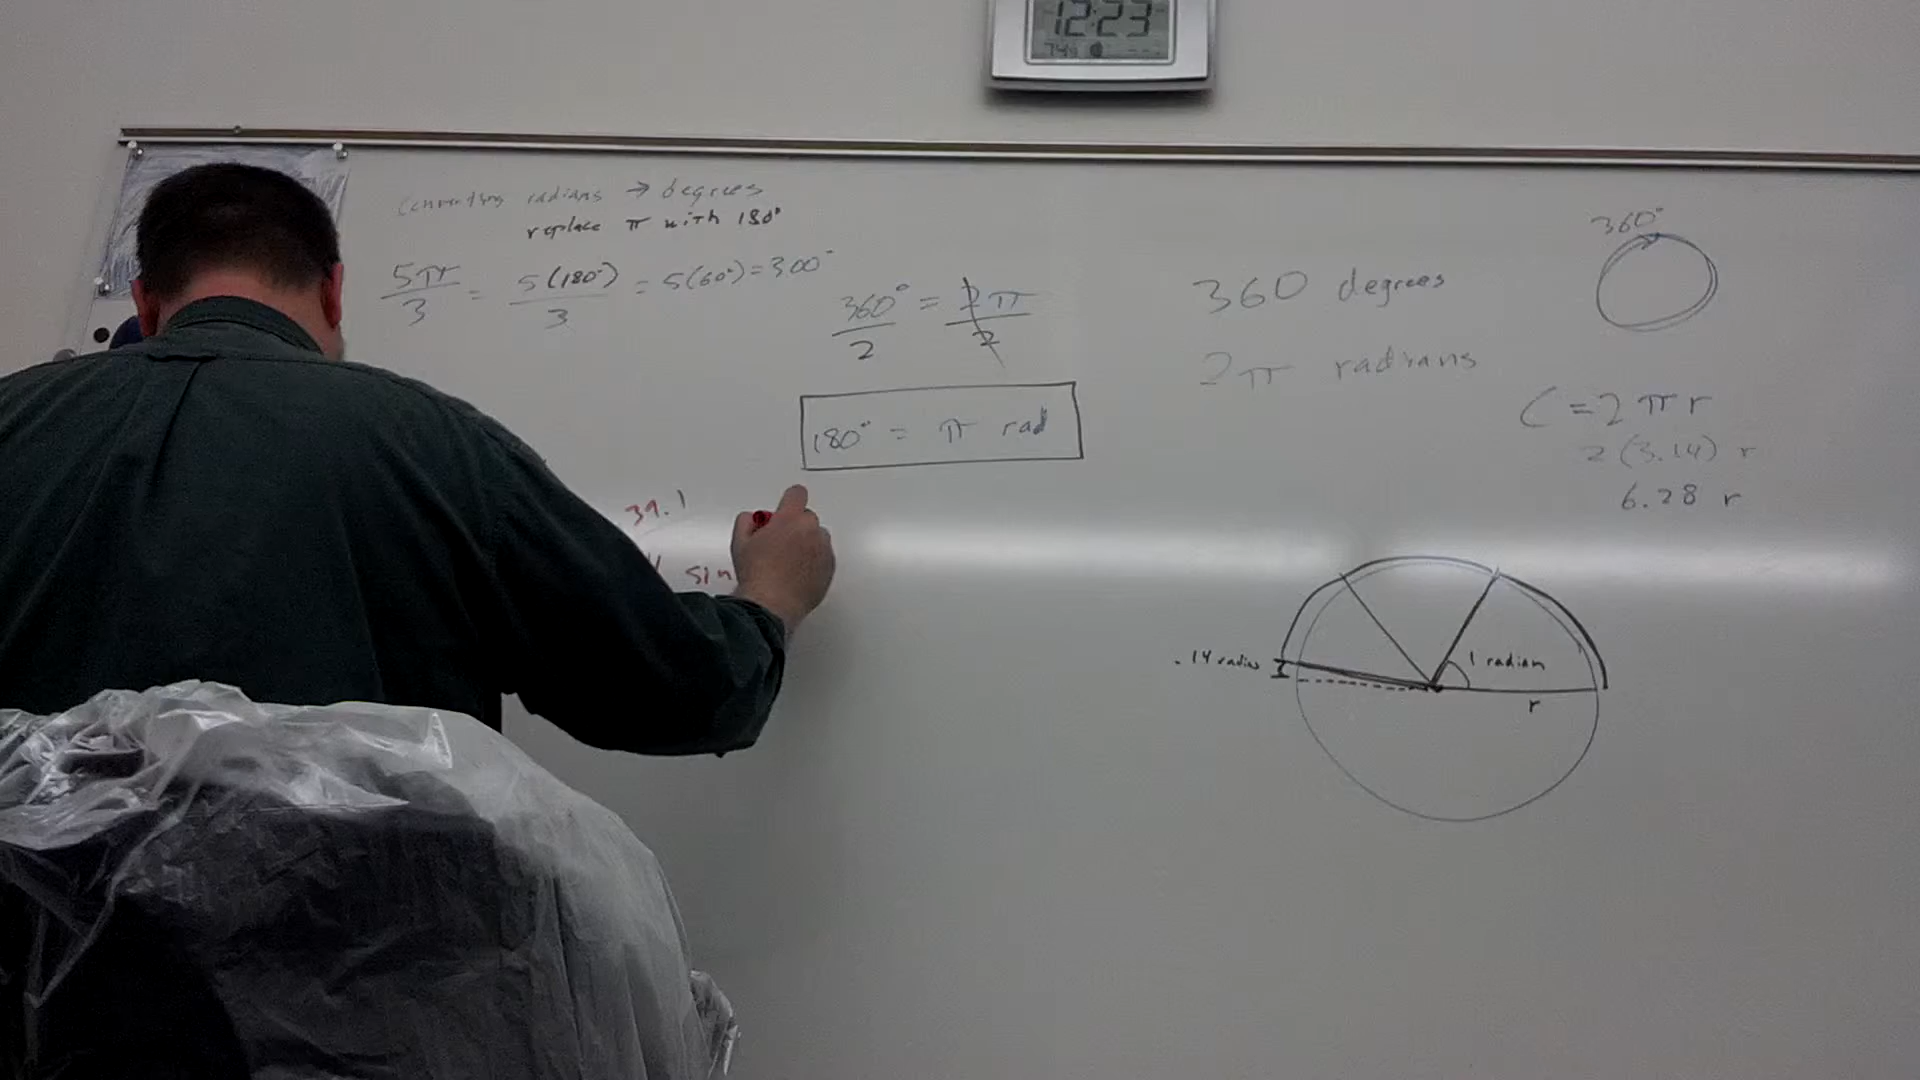 12:23
converting radians → degrees
replace π with 180°
5π/3 = 5(180°)/3 = 5(60°) = 300°
360°/2 = 2π/2
180° = π rad
39.1
sin
360 degrees
2π radians
360°
C = 2πr
2(3.14) r
6.28 r
.14 radius
1 radian
r